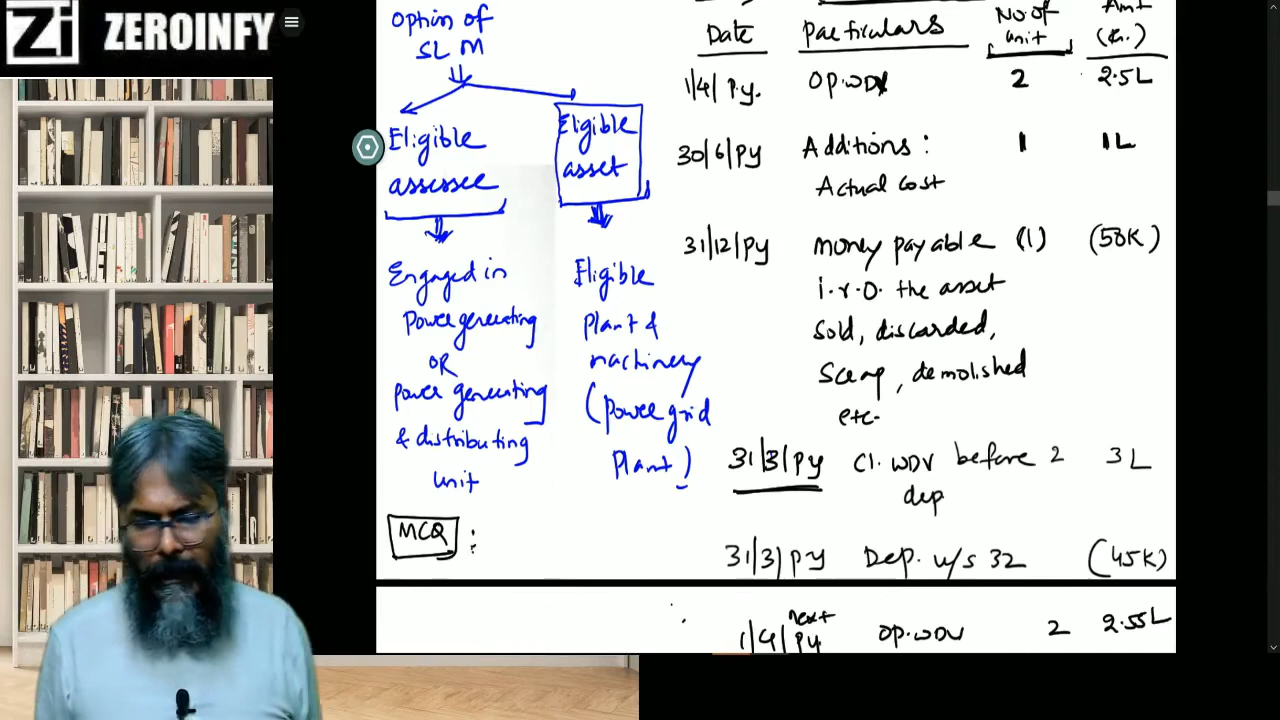 Zi ZEROINFY
Option of
SLM
Eligible
assessee
Eligible
asset
Engaged in
Power generating
OR
Power generating
& distributing
unit
Eligible
plant &
machinery
(power grid
plant)
MCQ :
Date Particulars No. of unit Amt (Rs.)
1/4/P.y. OP.WDV 2 2.5L
30/6/PY Additions : 1 1L
Actual cost
31/12/PY money payable (1) (50K)
i.r.o. the asset
sold, discarded,
Scrap, demolished
etc.
31/3/PY Cl. WDV before 2 3L
dep
31/3/PY Dep. u/s 32 (45K)
1/4/next PY OP.WDV 2 2.55L